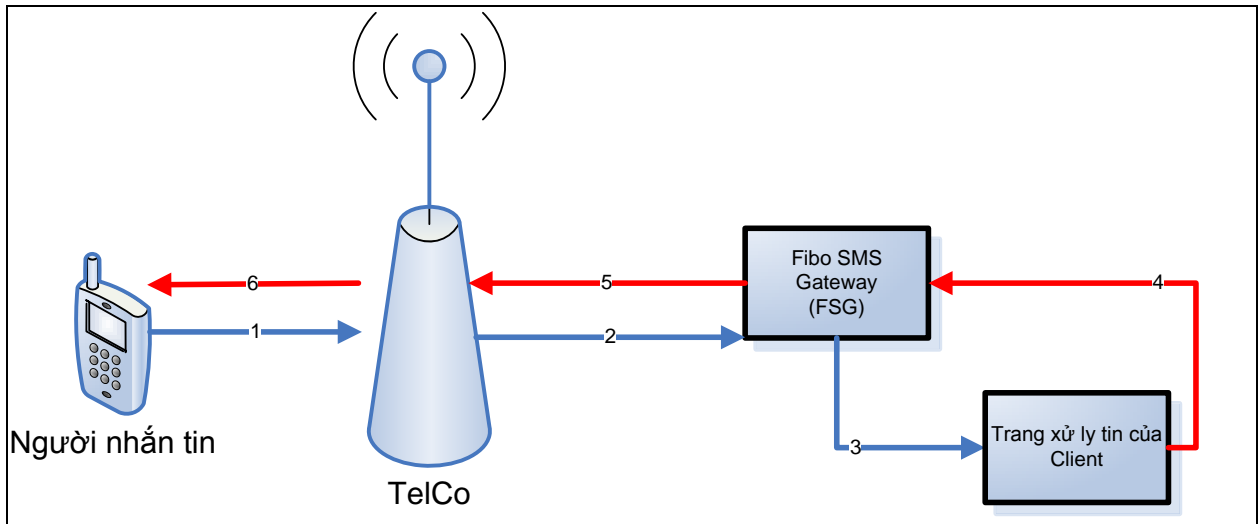 6
5
Fibo SMS
Gateway
(FSG)
4
1
2
3
Trang xử ly tin của
Client
Người nhắn tin
TelCo